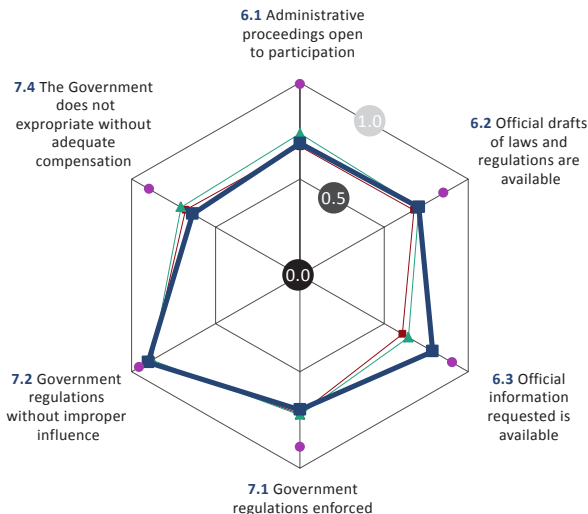 6.1 Administrative
proceedings open
to participation
7.4 The Government
does not
expropriate without
adequate
compensation
1.0
6.2 Official drafts
of laws and
regulations are
available
0.5
0.0
7.2 Government
regulations
without improper
influence
6.3 Official
information
requested is
available
7.1 Government
regulations enforced